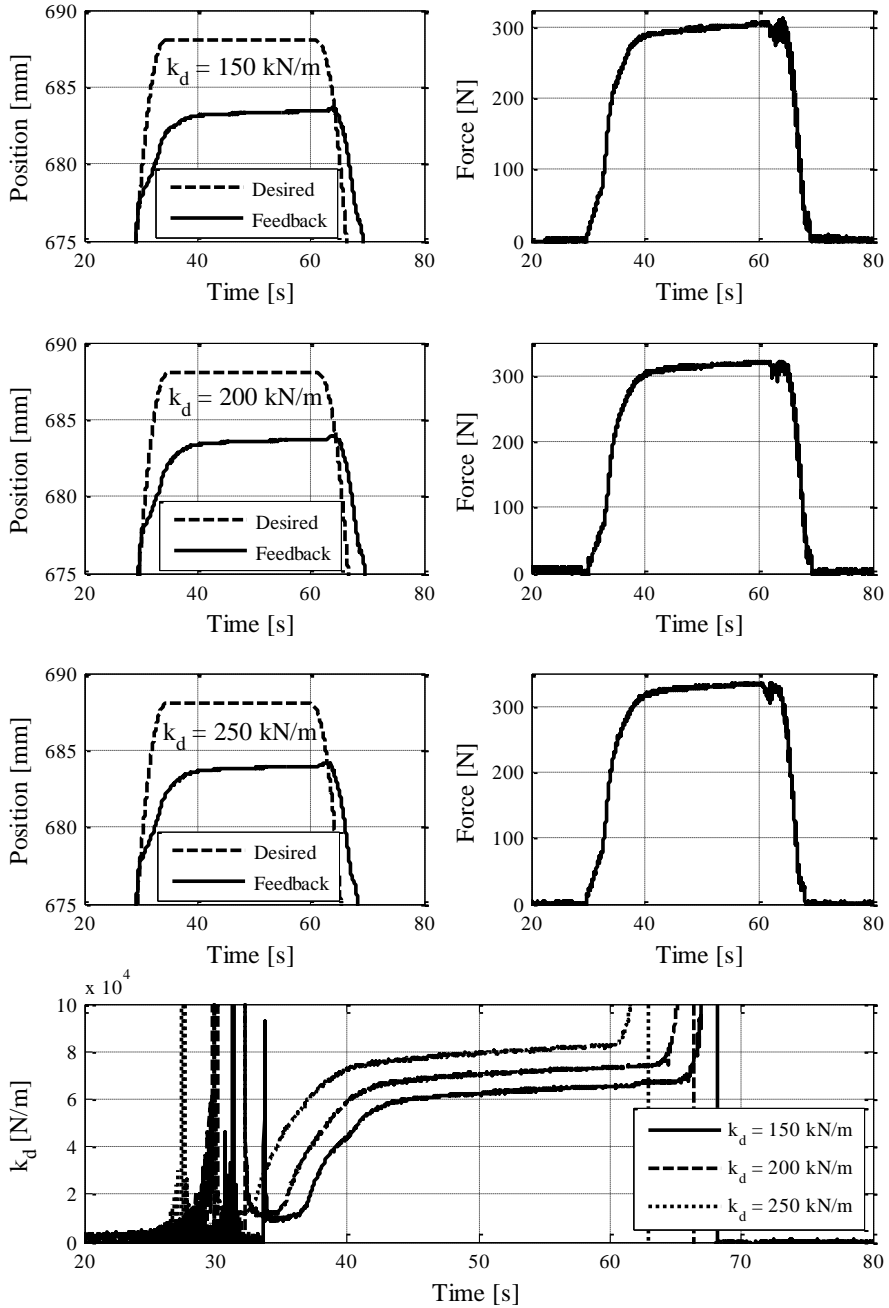 690
685
680
675
Position [mm]
k_d = 150 kN/m
Desired
Feedback
20 40 60 80
Time [s]
300
200
100
0
Force [N]
20 40 60 80
Time [s]
690
685
680
675
Position [mm]
k_d = 200 kN/m
Desired
Feedback
20 40 60 80
Time [s]
300
200
100
0
Force [N]
20 40 60 80
Time [s]
690
685
680
675
Position [mm]
k_d = 250 kN/m
Desired
Feedback
20 40 60 80
Time [s]
300
200
100
0
Force [N]
20 40 60 80
Time [s]
x 10^4
10
8
6
4
2
0
k_d [N/m]
k_d = 150 kN/m
k_d = 200 kN/m
k_d = 250 kN/m
20 30 40 50 60 70 80
Time [s]